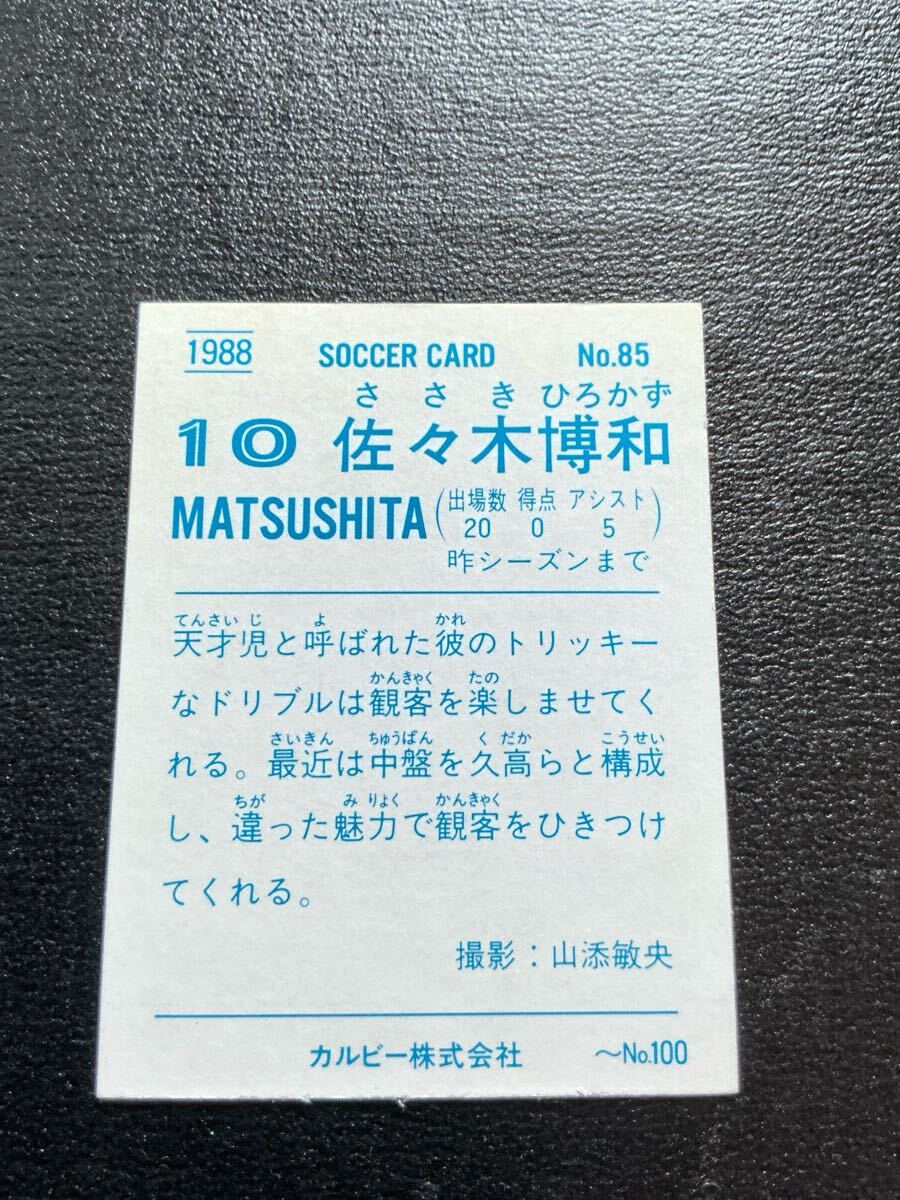 1988 SOCCER CARD No.85
さ さ き ひろかず
10 佐々木博和
MATSUSHITA (出場数 得点 アシスト
20 0 5)
昨シーズンまで
てんさいじ よ かれ
天才児と呼ばれた彼のトリッキー
かんきゃく たの
なドリブルは観客を楽しませてく
さいきん ちゅうばん く だか こうせい
れる。最近は中盤を久高らと構成
ちが み りょく かんきゃく
し、違った魅力で観客をひきつけ
てくれる。
撮影:山添敏央
カルビー株式会社 〜No.100